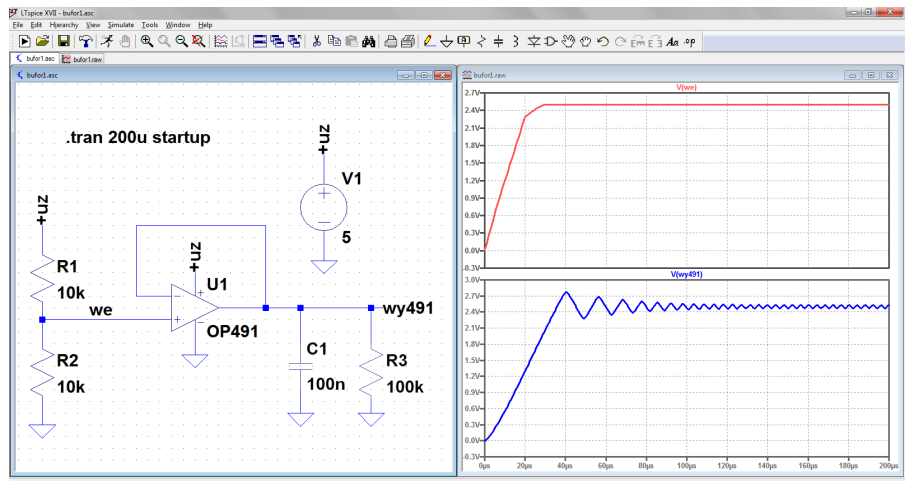 LTspice XVII - bufor1.asc
File Edit Hierarchy View Simulate Tools Window Help
bufor1.asc bufor1.raw
bufor1.asc
.tran 200u startup
+uz
V1
5
+uz
R1
10k
we
R2
10k
+uz
U1
OP491
wy491
C1
100n
R3
100k
bufor1.raw
V(we)
2.7V
2.4V
2.1V
1.8V
1.5V
1.2V
0.9V
0.6V
0.3V
0.0V
-0.3V
V(wy491)
3.0V
2.7V
2.4V
2.1V
1.8V
1.5V
1.2V
0.9V
0.6V
0.3V
0.0V
-0.3V
0µs 20µs 40µs 60µs 80µs 100µs 120µs 140µs 160µs 180µs 200µs